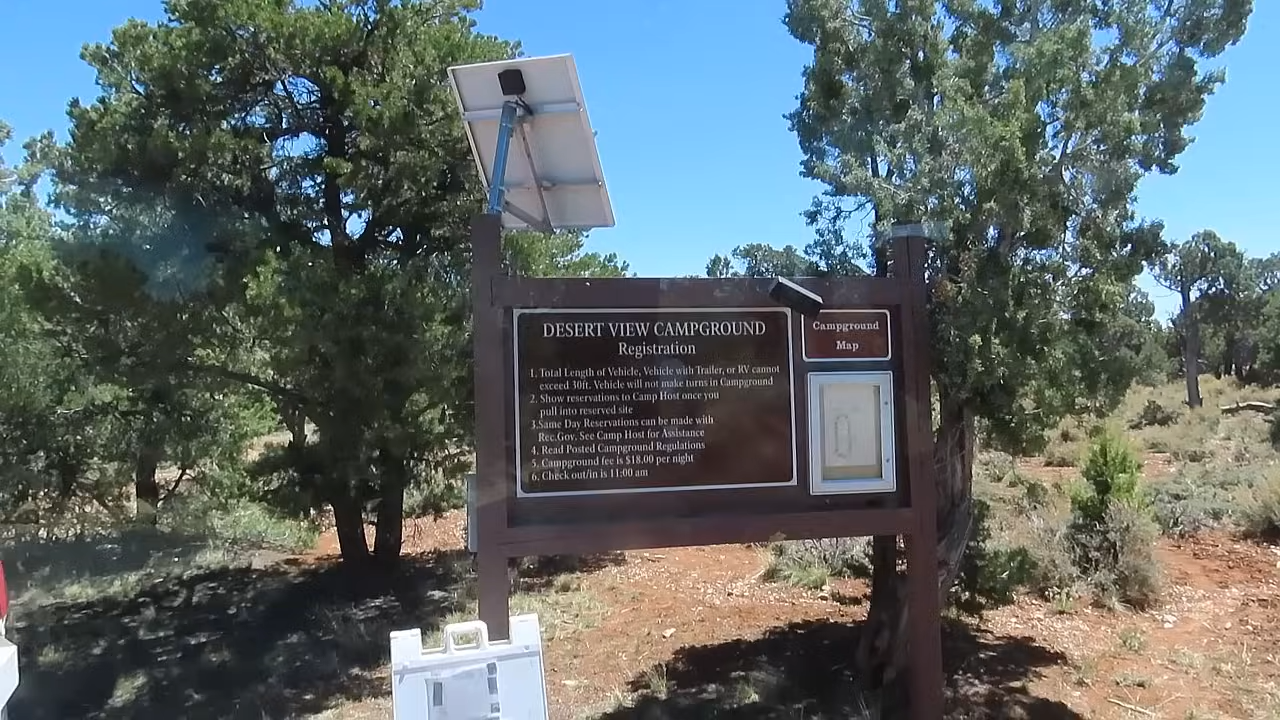 DESERT VIEW CAMPGROUND
Registration
1. Total Length of Vehicle, Vehicle with Trailer, or RV cannot
exceed 30ft. Vehicle will not make turns in Campground
2. Show reservations to Camp Host once you
pull into reserved site
3.Same Day Reservations can be made with
Rec.Gov. See Camp Host for Assistance
4. Read Posted Campground Regulations
5. Campground fee is $18.00 per night
6. Check out/in is 11:00 am
Campground
Map